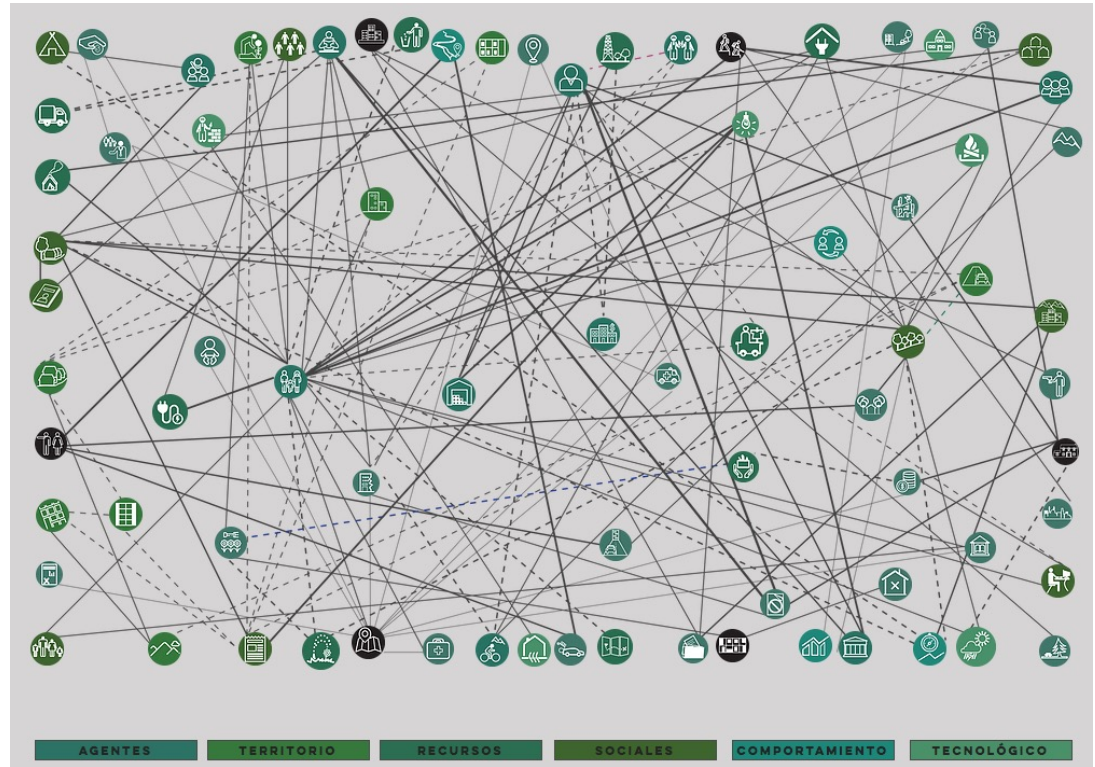 AGENTES
TERRITORIO
RECURSOS
SOCIALES
COMPORTAMIENTO
TECNOLÓGICO